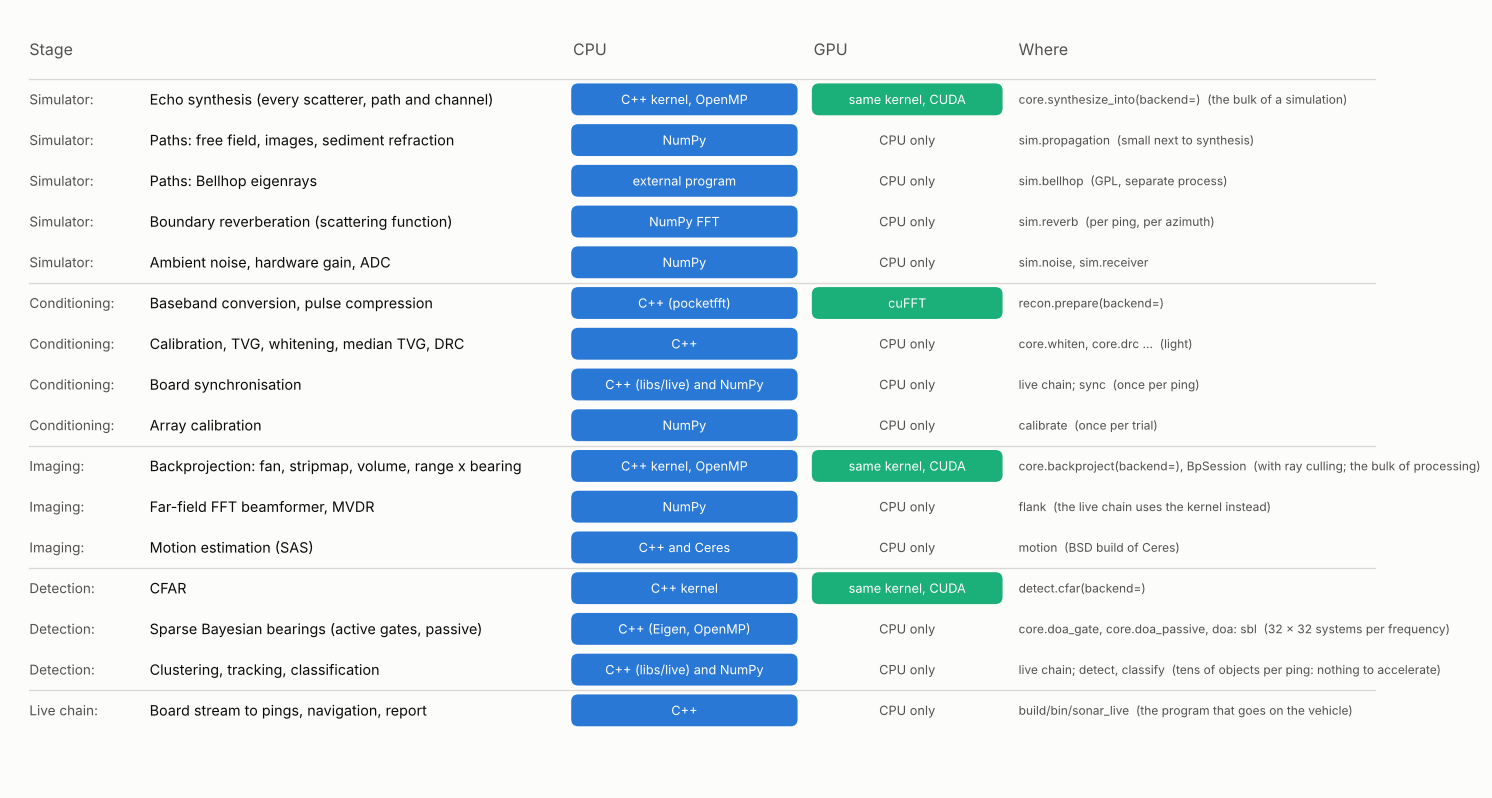 Stage CPU GPU Where
Simulator: Echo synthesis (every scatterer, path and channel) C++ kernel, OpenMP same kernel, CUDA core.synthesize_into(backend=) (the bulk of a simulation)
Simulator: Paths: free field, images, sediment refraction NumPy CPU only sim.propagation (small next to synthesis)
Simulator: Paths: Bellhop eigenrays external program CPU only sim.bellhop (GPL, separate process)
Simulator: Boundary reverberation (scattering function) NumPy FFT CPU only sim.reverb (per ping, per azimuth)
Simulator: Ambient noise, hardware gain, ADC NumPy CPU only sim.noise, sim.receiver
Conditioning: Baseband conversion, pulse compression C++ (pocketfft) cuFFT recon.prepare(backend=)
Conditioning: Calibration, TVG, whitening, median TVG, DRC C++ CPU only core.whiten, core.drc ... (light)
Conditioning: Board synchronisation C++ (libs/live) and NumPy CPU only live chain; sync (once per ping)
Conditioning: Array calibration NumPy CPU only calibrate (once per trial)
Imaging: Backprojection: fan, stripmap, volume, range x bearing C++ kernel, OpenMP same kernel, CUDA core.backproject(backend=), BpSession (with ray culling; the bulk of processing)
Imaging: Far-field FFT beamformer, MVDR NumPy CPU only flank (the live chain uses the kernel instead)
Imaging: Motion estimation (SAS) C++ and Ceres CPU only motion (BSD build of Ceres)
Detection: CFAR C++ kernel same kernel, CUDA detect.cfar(backend=)
Detection: Sparse Bayesian bearings (active gates, passive) C++ (Eigen, OpenMP) CPU only core.doa_gate, core.doa_passive, doa: sbl (32 × 32 systems per frequency)
Detection: Clustering, tracking, classification C++ (libs/live) and NumPy CPU only live chain; detect, classify (tens of objects per ping: nothing to accelerate)
Live chain: Board stream to pings, navigation, report C++ CPU only build/bin/sonar_live (the program that goes on the vehicle)